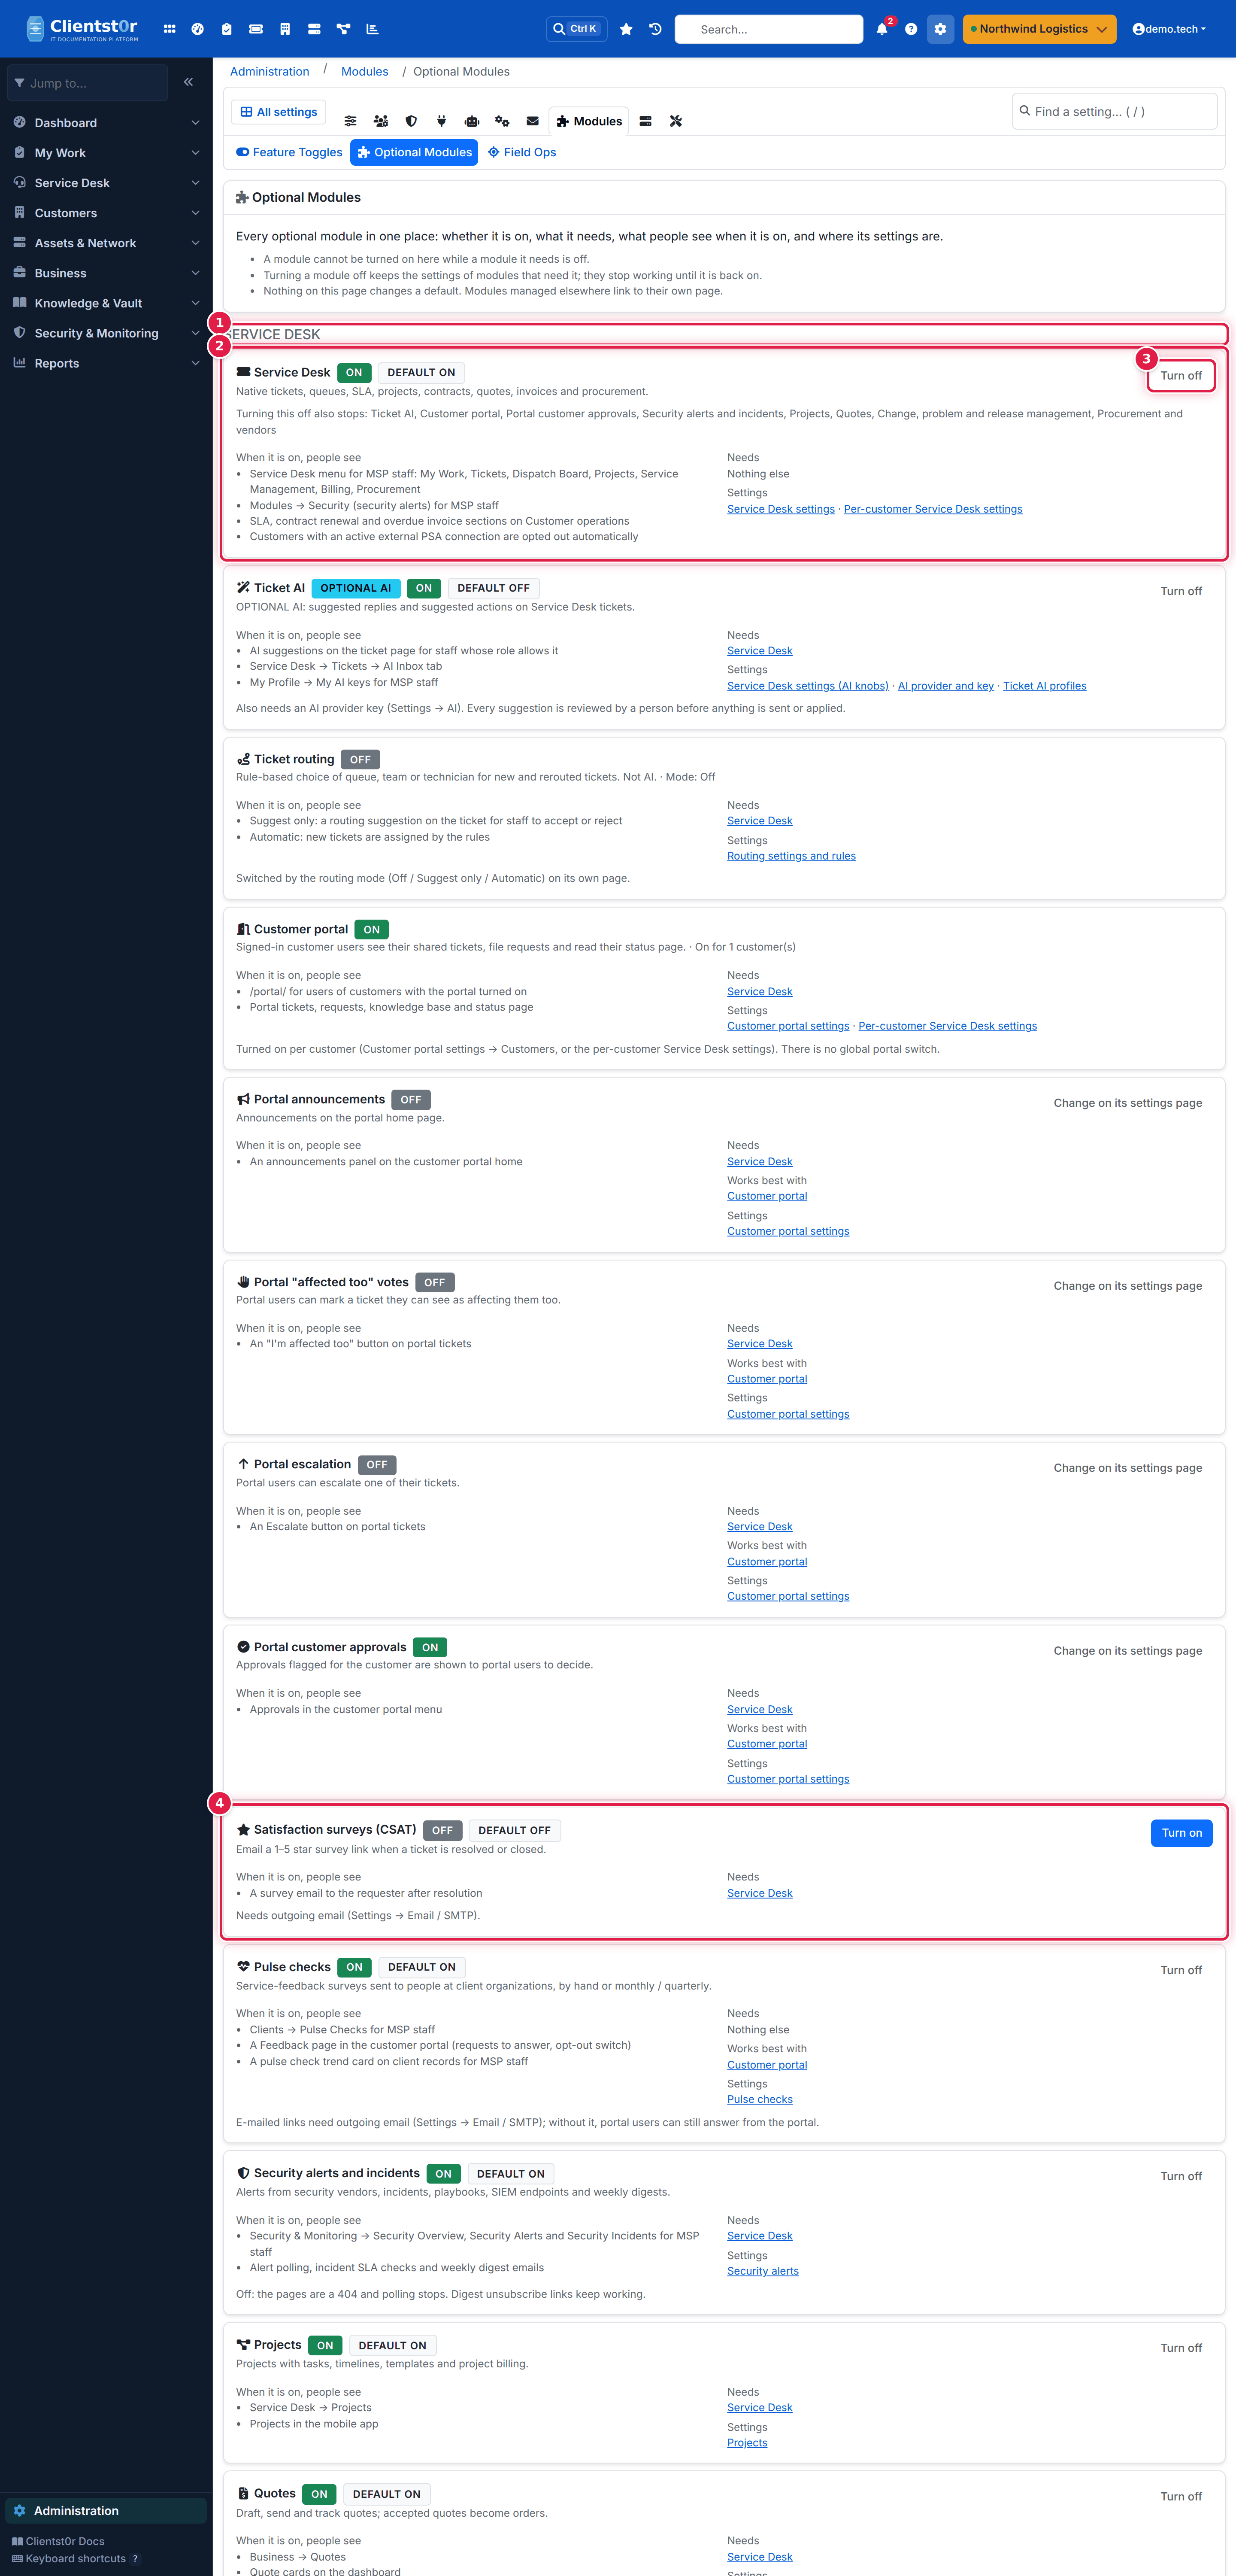 Clientst0r
IT DOCUMENTATION PLATFORM
Ctrl K
Search...
2
Northwind Logistics
demo.tech
Jump to...
Dashboard
My Work
Service Desk
Customers
Assets & Network
Business
Knowledge & Vault
Security & Monitoring
Reports
Administration / Modules / Optional Modules
All settings
Modules
Find a setting... ( / )
Feature Toggles
Optional Modules
Field Ops
Optional Modules
Every optional module in one place: whether it is on, what it needs, what people see when it is on, and where its settings are.
• A module cannot be turned on here while a module it needs is off.
• Turning a module off keeps the settings of modules that need it; they stop working until it is back on.
• Nothing on this page changes a default. Modules managed elsewhere link to their own page.
1
SERVICE DESK
2
Service Desk ON DEFAULT ON
3
Turn off
Native tickets, queues, SLA, projects, contracts, quotes, invoices and procurement.
Turning this off also stops: Ticket AI, Customer portal, Portal customer approvals, Security alerts and incidents, Projects, Quotes, Change, problem and release management, Procurement and
vendors
When it is on, people see
• Service Desk menu for MSP staff: My Work, Tickets, Dispatch Board, Projects, Service
Management, Billing, Procurement
• Modules → Security (security alerts) for MSP staff
• SLA, contract renewal and overdue invoice sections on Customer operations
• Customers with an active external PSA connection are opted out automatically
Needs
Nothing else
Settings
Service Desk settings · Per-customer Service Desk settings
Ticket AI OPTIONAL AI ON DEFAULT OFF
Turn off
OPTIONAL AI: suggested replies and suggested actions on Service Desk tickets.
When it is on, people see
• AI suggestions on the ticket page for staff whose role allows it
• Service Desk → Tickets → AI Inbox tab
• My Profile → My AI keys for MSP staff
Needs
Service Desk
Settings
Service Desk settings (AI knobs) · AI provider and key · Ticket AI profiles
Also needs an AI provider key (Settings → AI). Every suggestion is reviewed by a person before anything is sent or applied.
Ticket routing OFF
Rule-based choice of queue, team or technician for new and rerouted tickets. Not AI. · Mode: Off
When it is on, people see
• Suggest only: a routing suggestion on the ticket for staff to accept or reject
• Automatic: new tickets are assigned by the rules
Needs
Service Desk
Settings
Routing settings and rules
Switched by the routing mode (Off / Suggest only / Automatic) on its own page.
Customer portal ON
Signed-in customer users see their shared tickets, file requests and read their status page. · On for 1 customer(s)
When it is on, people see
• /portal/ for users of customers with the portal turned on
• Portal tickets, requests, knowledge base and status page
Needs
Service Desk
Settings
Customer portal settings · Per-customer Service Desk settings
Turned on per customer (Customer portal settings → Customers, or the per-customer Service Desk settings). There is no global portal switch.
Portal announcements OFF
Change on its settings page
Announcements on the portal home page.
When it is on, people see
• An announcements panel on the customer portal home
Needs
Service Desk
Works best with
Customer portal
Settings
Customer portal settings
Portal "affected too" votes OFF
Change on its settings page
Portal users can mark a ticket they can see as affecting them too.
When it is on, people see
• An "I'm affected too" button on portal tickets
Needs
Service Desk
Works best with
Customer portal
Settings
Customer portal settings
Portal escalation OFF
Change on its settings page
Portal users can escalate one of their tickets.
When it is on, people see
• An Escalate button on portal tickets
Needs
Service Desk
Works best with
Customer portal
Settings
Customer portal settings
Portal customer approvals ON
Change on its settings page
Approvals flagged for the customer are shown to portal users to decide.
When it is on, people see
• Approvals in the customer portal menu
Needs
Service Desk
Works best with
Customer portal
Settings
Customer portal settings
4
Satisfaction surveys (CSAT) OFF DEFAULT OFF
Turn on
Email a 1–5 star survey link when a ticket is resolved or closed.
When it is on, people see
• A survey email to the requester after resolution
Needs
Service Desk
Needs outgoing email (Settings → Email / SMTP).
Pulse checks ON DEFAULT ON
Turn off
Service-feedback surveys sent to people at client organizations, by hand or monthly / quarterly.
When it is on, people see
• Clients → Pulse Checks for MSP staff
• A Feedback page in the customer portal (requests to answer, opt-out switch)
• A pulse check trend card on client records for MSP staff
Needs
Nothing else
Works best with
Customer portal
Settings
Pulse checks
E-mailed links need outgoing email (Settings → Email / SMTP); without it, portal users can still answer from the portal.
Security alerts and incidents ON DEFAULT ON
Turn off
Alerts from security vendors, incidents, playbooks, SIEM endpoints and weekly digests.
When it is on, people see
• Security & Monitoring → Security Overview, Security Alerts and Security Incidents for MSP
staff
• Alert polling, incident SLA checks and weekly digest emails
Needs
Service Desk
Settings
Security alerts
Off: the pages are a 404 and polling stops. Digest unsubscribe links keep working.
Projects ON DEFAULT ON
Turn off
Projects with tasks, timelines, templates and project billing.
When it is on, people see
• Service Desk → Projects
• Projects in the mobile app
Needs
Service Desk
Settings
Projects
Quotes ON DEFAULT ON
Turn off
Draft, send and track quotes; accepted quotes become orders.
When it is on, people see
• Business → Quotes
• Quote cards on the dashboard
Needs
Service Desk
Settings
Administration
Clientst0r Docs
Keyboard shortcuts ?